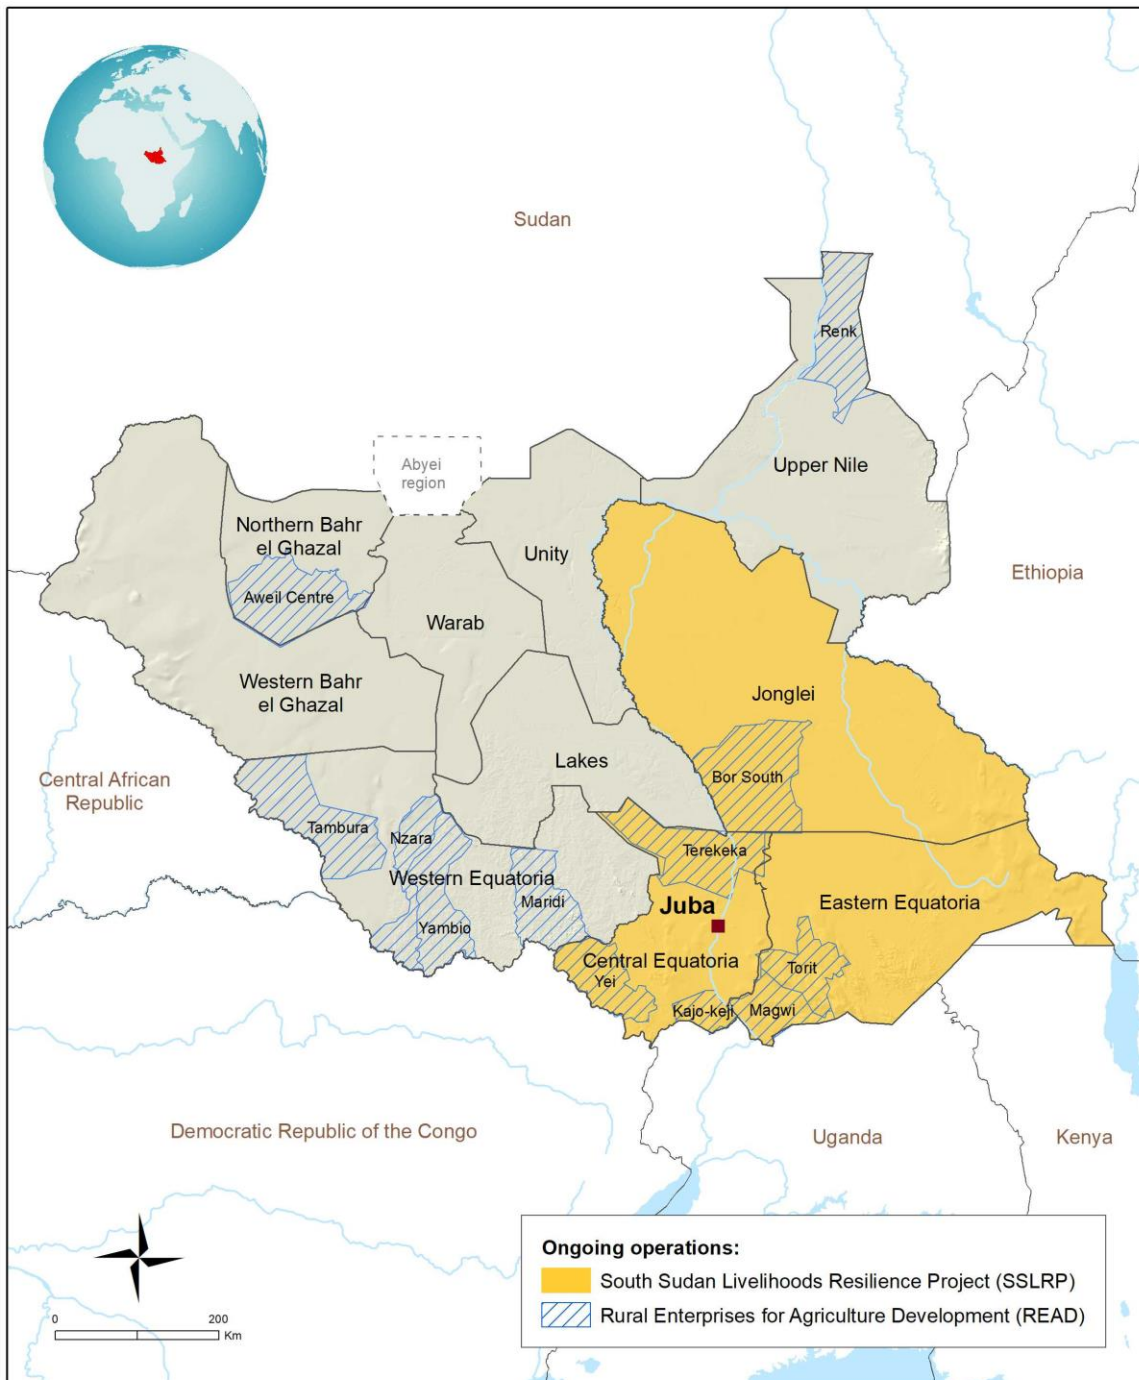 Sudan
Renk
Upper Nile
Abyei
region
Northern Bahr
el Ghazal
Unity
Ethiopia
Aweil Centre
Warab
Western Bahr
el Ghazal
Jonglei
Lakes
Bor South
Central African
Republic
Tambura
Nzara
Terekeka
Western Equatoria
Maridi
Juba
Eastern Equatoria
Yambio
Central Equatoria
Torit
Yei
Kajo-keji
Magwi
Democratic Republic of the Congo
Uganda
Kenya
Ongoing operations:
South Sudan Livelihoods Resilience Project (SSLRP)
Rural Enterprises for Agriculture Development (READ)
0 200
Km